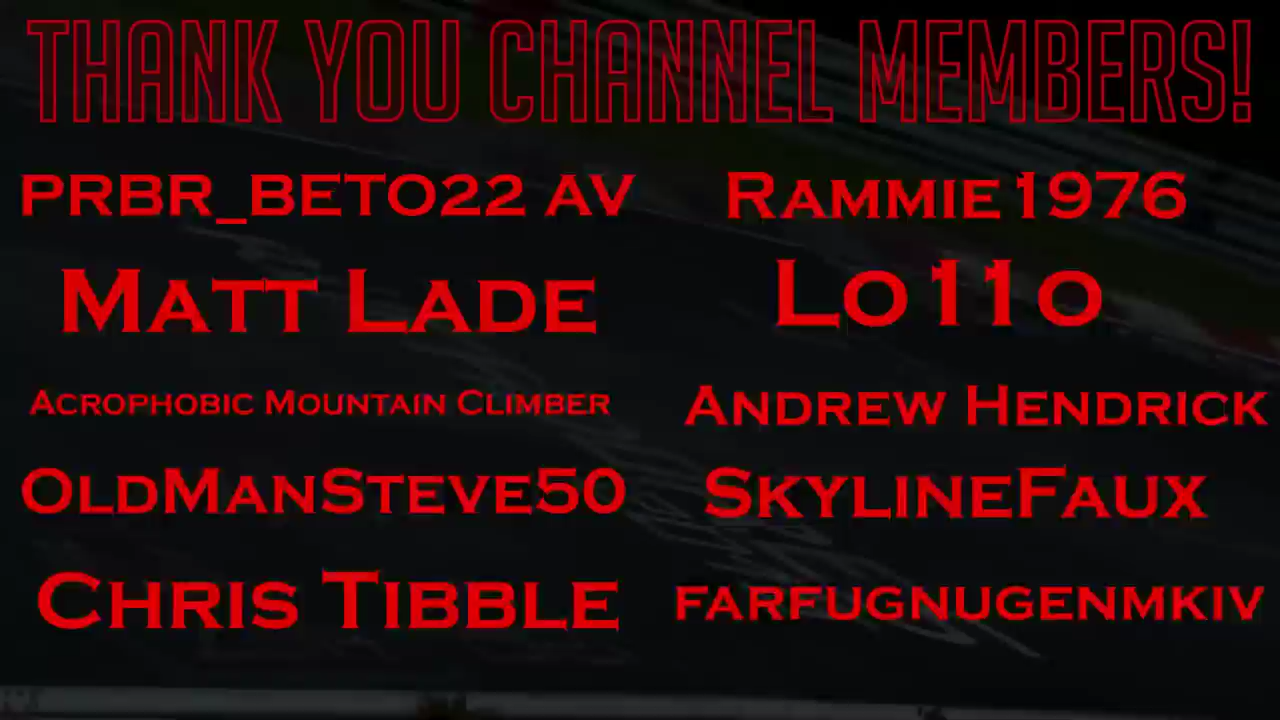 THANK YOU CHANNEL MEMBERS!
PRBR_BETO22 AV
Rammie1976
Matt Lade
Lo11o
Acrophobic Mountain Climber
Andrew Hendrick
OldManSteve50
SkylineFaux
Chris Tibble
FARFUGNUGENMKIV